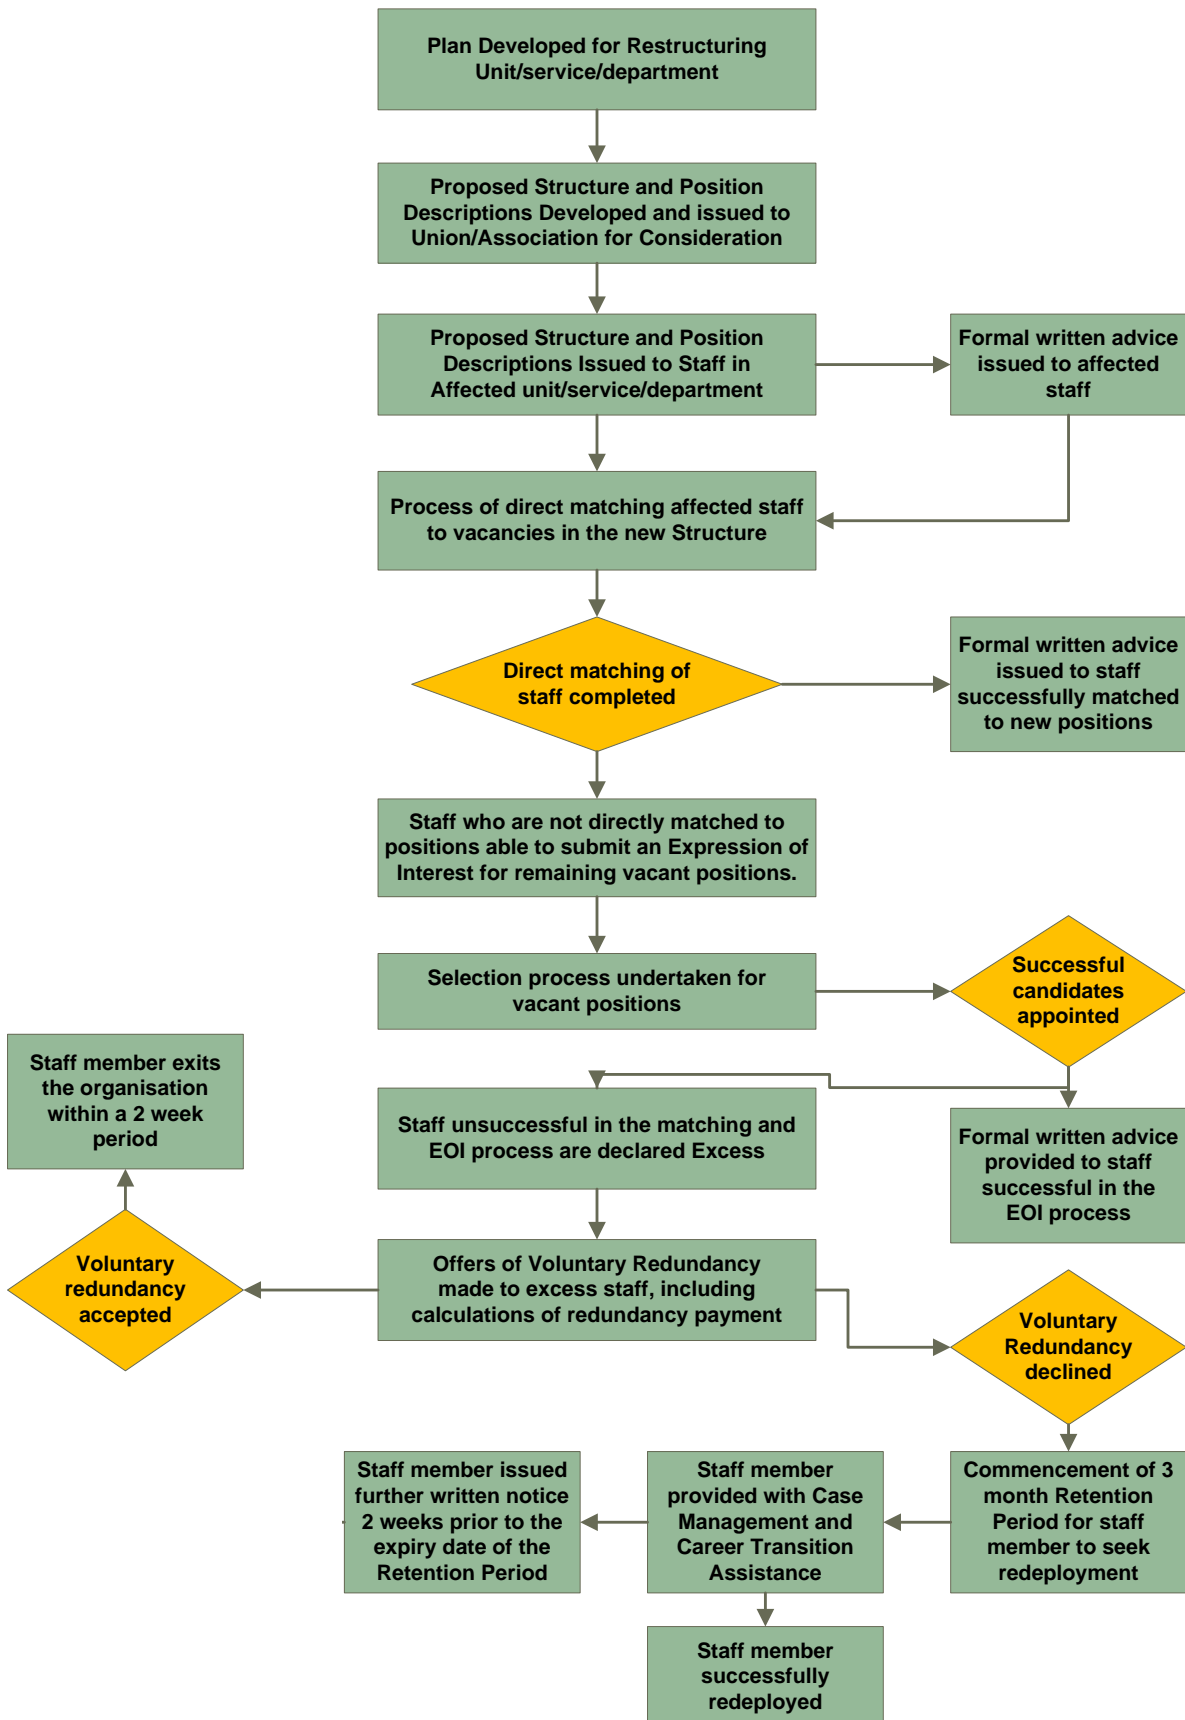 Plan Developed for Restructuring
Unit/service/department
Proposed Structure and Position
Descriptions Developed and issued to
Union/Association for Consideration
Proposed Structure and Position
Descriptions Issued to Staff in
Affected unit/service/department
Formal written advice
issued to affected
staff
Process of direct matching affected staff
to vacancies in the new Structure
Direct matching of
staff completed
Formal written advice
issued to staff
successfully matched
to new positions
Staff who are not directly matched to
positions able to submit an Expression of
Interest for remaining vacant positions.
Selection process undertaken for
vacant positions
Successful
candidates
appointed
Staff member exits
the organisation
within a 2 week
period
Staff unsuccessful in the matching and
EOI process are declared Excess
Formal written advice
provided to staff
successful in the
EOI process
Voluntary
redundancy
accepted
Offers of Voluntary Redundancy
made to excess staff, including
calculations of redundancy payment
Voluntary
Redundancy
declined
Staff member issued
further written notice
2 weeks prior to the
expiry date of the
Retention Period
Staff member
provided with Case
Management and
Career Transition
Assistance
Commencement of 3
month Retention
Period for staff
member to seek
redeployment
Staff member
successfully
redeployed